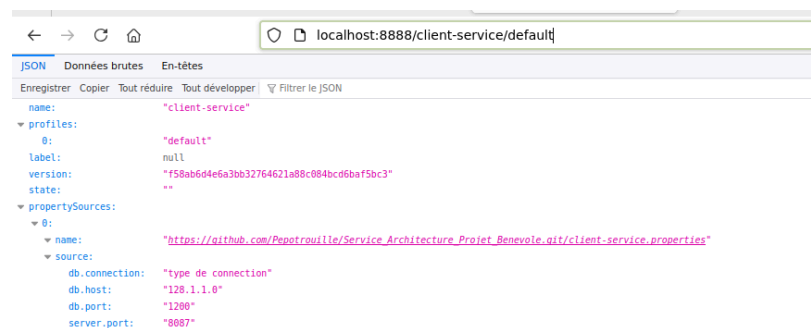 localhost:8888/client-service/default
JSON Données brutes En-têtes
Enregistrer Copier Tout réduire Tout développer Filtrer le JSON
name: "client-service"
profiles:
0: "default"
label: null
version: "f58ab6d4e6a3bb32764621a88c084bcd6baf5bc3"
state: ""
propertySources:
0:
name: "https://github.com/Pepotrouille/Service_Architecture_Projet_Benevole.git/client-service.properties"
source:
db.connection: "type de connection"
db.host: "128.1.1.0"
db.port: "1200"
server.port: "8087"